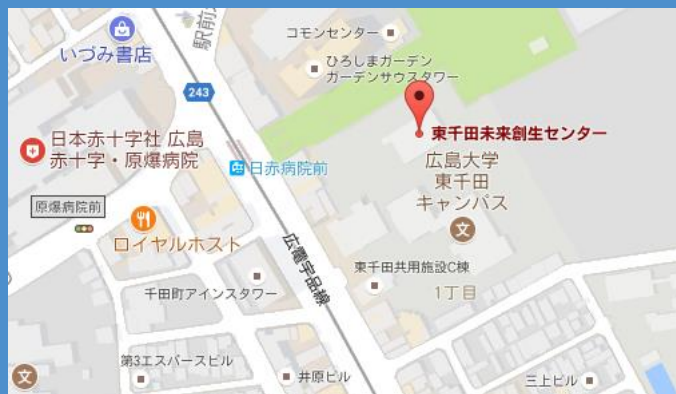 コモンセンター
駅前
いづみ書店
ひろしまガーデン
ガーデンサウスタワー
243
東千田未来創生センター
日本赤十字社 広島
赤十字・原爆病院
日赤病院前
広島大学
東千田
キャンパス
原爆病院前
文
ロイヤルホスト
広電宇品線
東千田共用施設C棟
千田町アインスタワー
1丁目
第3エスパースビル
文
井原ビル
三上ビル